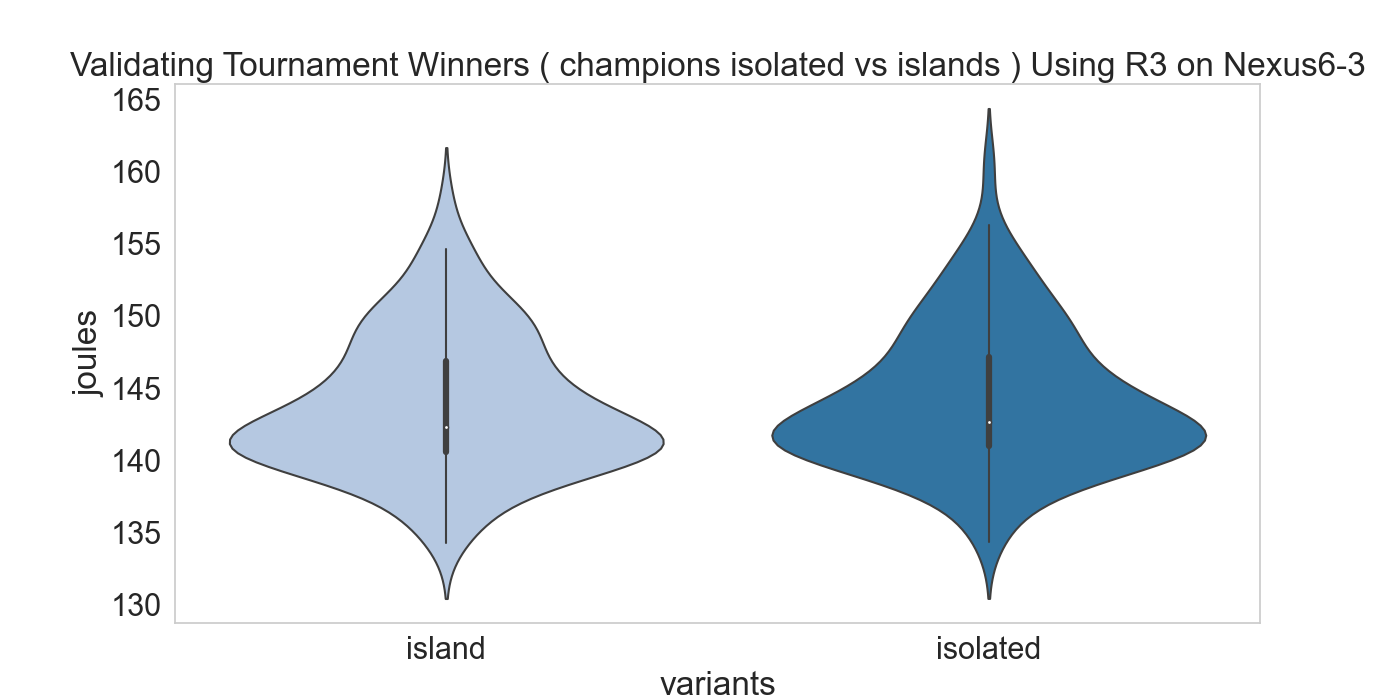 Validating Tournament Winners ( champions isolated vs islands ) Using R3 on Nexus6-3
165
160
155
150
145
140
135
130
joules
island
isolated
variants